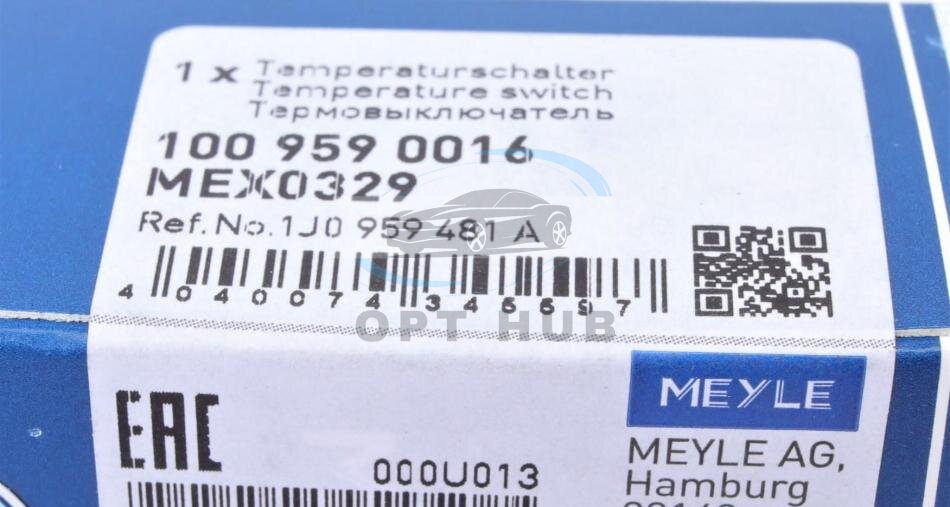 1 x Temperaturschalter
Temperature switch
Термовыключатель
100 959 0016
MEX0329
Ref.No.1J0 959 481 A
4 040074 346697
OPT HUB
EAC
MEYLE
000U013
MEYLE AG,
Hamburg